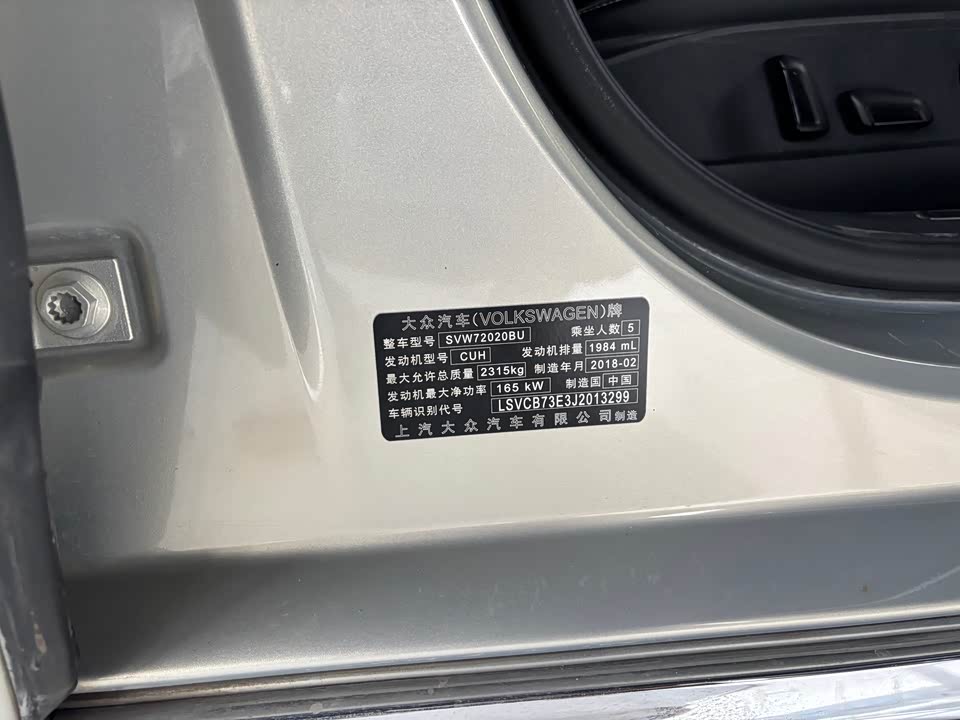 大众汽车(VOLKSWAGEN)牌
整车型号 SVW72020BU 乘坐人数 5
发动机型号 CUH 发动机排量 1984 mL
最大允许总质量 2315kg 制造年月 2018-02
发动机最大净功率 165 kW 制造国 中国
车辆识别代号 LSVCB73E3J2013299
上汽大众汽车有限公司制造